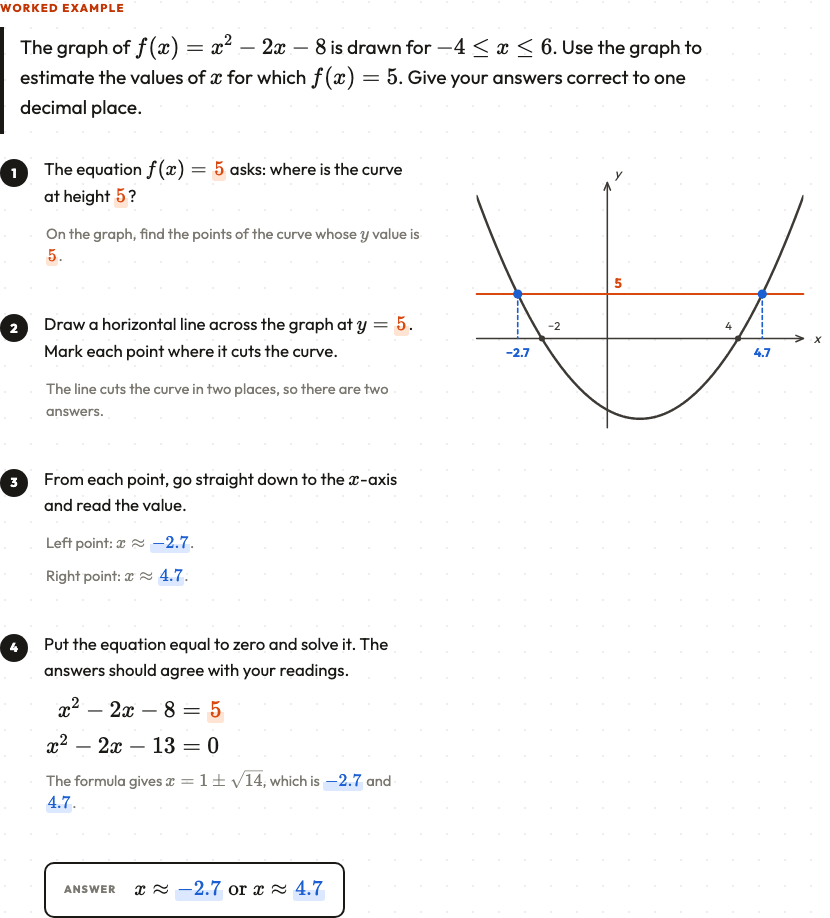 WORKED EXAMPLE
The graph of f(x) = x² − 2x − 8 is drawn for −4 ≤ x ≤ 6. Use the graph to
estimate the values of x for which f(x) = 5. Give your answers correct to one
decimal place.
1
The equation f(x) = 5 asks: where is the curve
at height 5?
On the graph, find the points of the curve whose y value is
5.
2
Draw a horizontal line across the graph at y = 5.
Mark each point where it cuts the curve.
The line cuts the curve in two places, so there are two
answers.
3
From each point, go straight down to the x-axis
and read the value.
Left point: x ≈ −2.7.
Right point: x ≈ 4.7.
4
Put the equation equal to zero and solve it. The
answers should agree with your readings.
x² − 2x − 8 = 5
x² − 2x − 13 = 0
The formula gives x = 1 ± √14, which is −2.7 and
4.7.
ANSWER x ≈ −2.7 or x ≈ 4.7
y
5
−2
4
x
−2.7
4.7